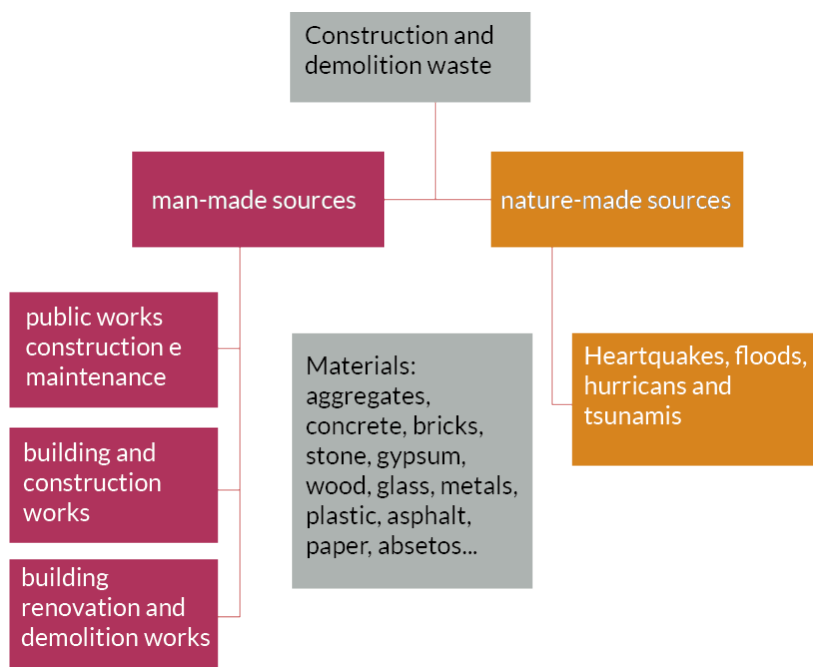 Construction and
demolition waste
man-made sources
nature-made sources
public works
construction e
maintenance
building and
construction
works
building
renovation and
demolition works
Materials:
aggregates,
concrete, bricks,
stone, gypsum,
wood, glass, metals,
plastic, asphalt,
paper, absetos...
Heartquakes, floods,
hurricans and
tsunamis